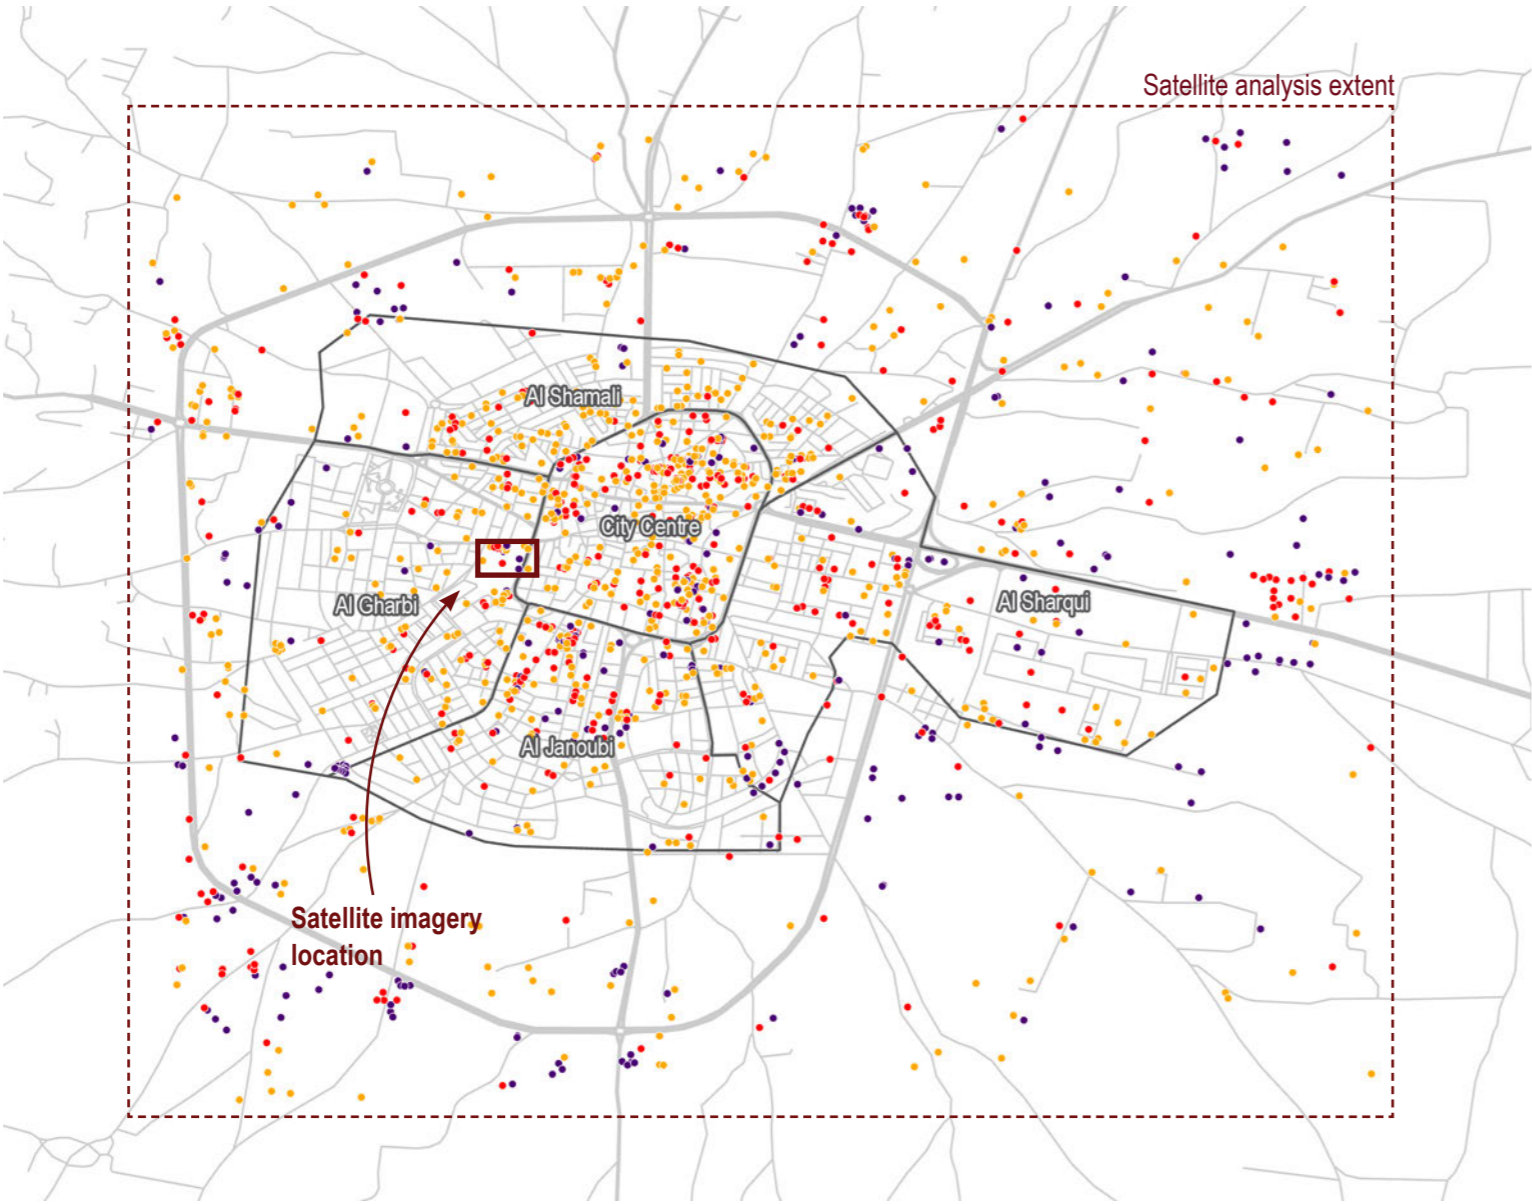 Satellite analysis extent
Al Shamali
City Centre
Al Gharbi
Al Sharqui
Al Janoubi
Satellite imagery
location